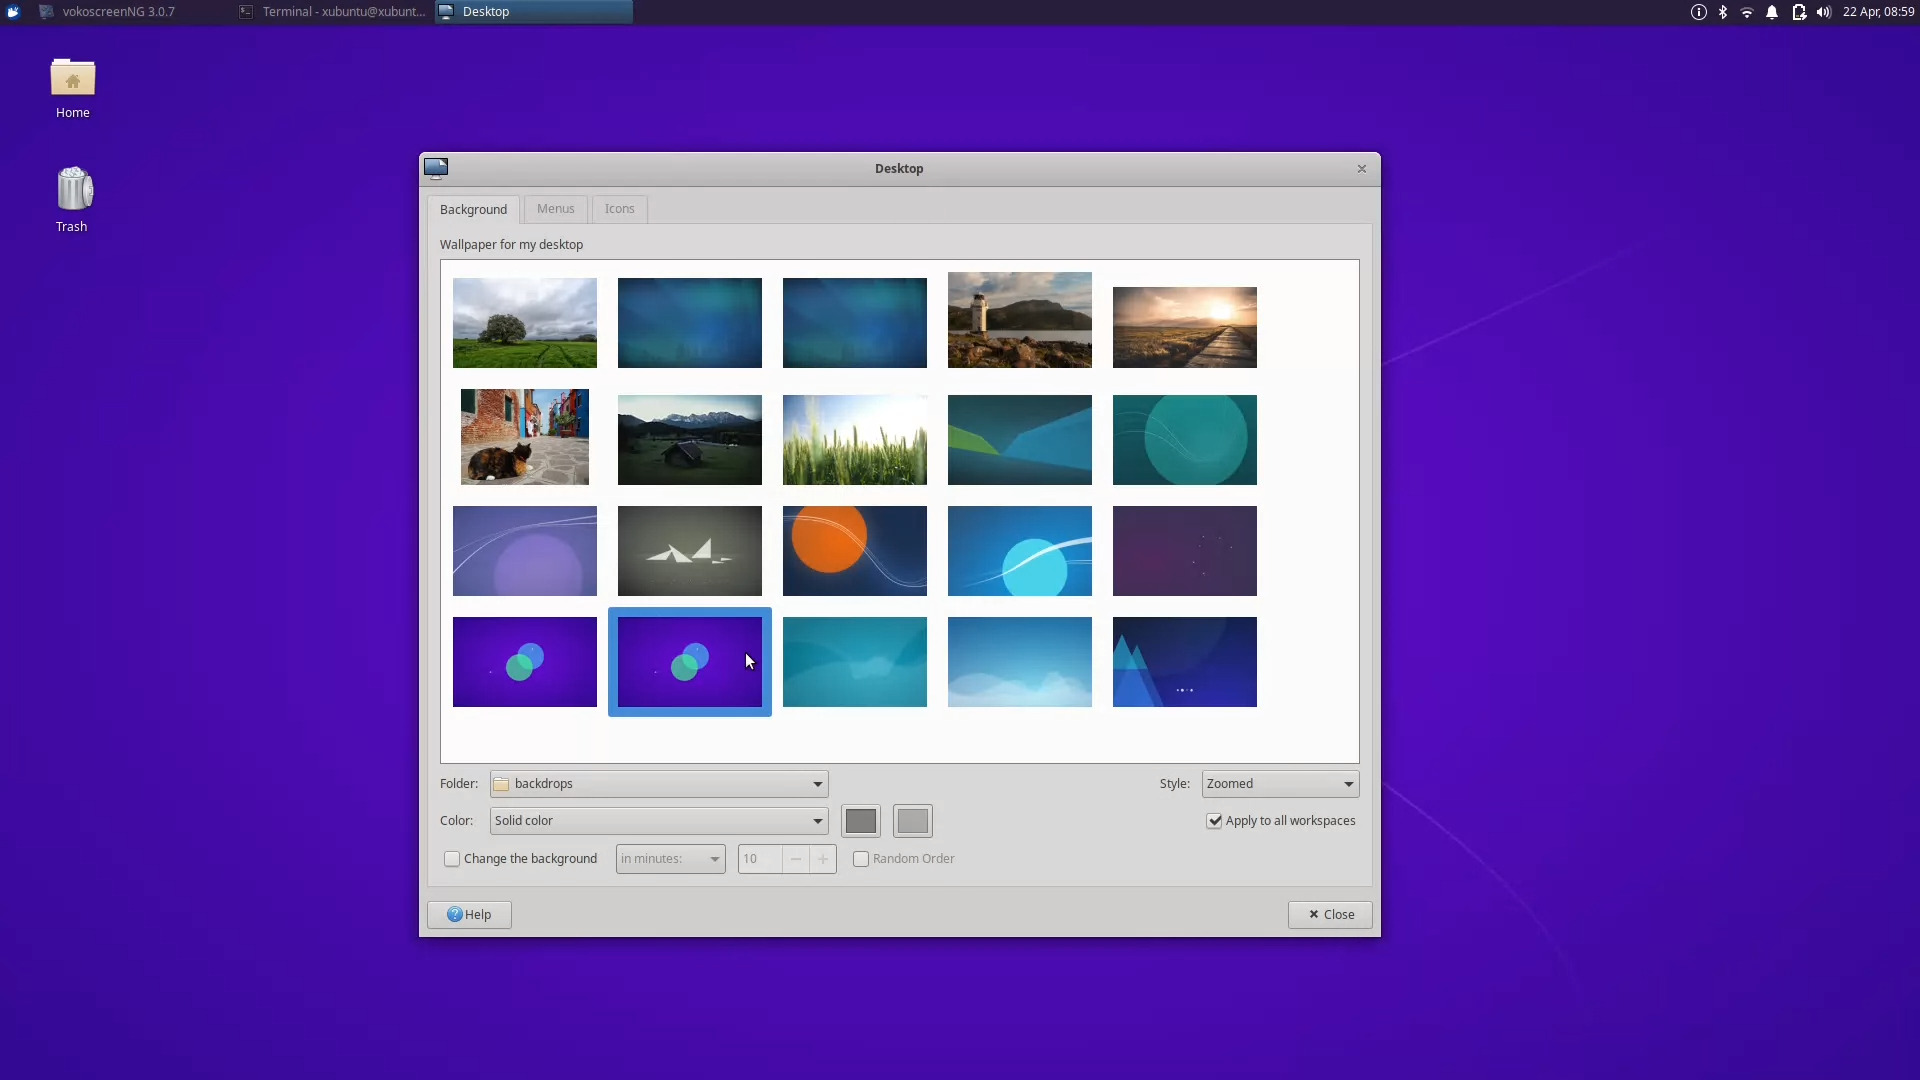 vokoscreenNG 3.0.7
Terminal - xubuntu@xubunt...
Desktop
22 Apr, 08:59
Home
Trash
Desktop
Background
Menus
Icons
Wallpaper for my desktop
Folder:
backdrops
Style:
Zoomed
Color:
Solid color
Apply to all workspaces
Change the background
in minutes:
10
Random Order
Help
Close